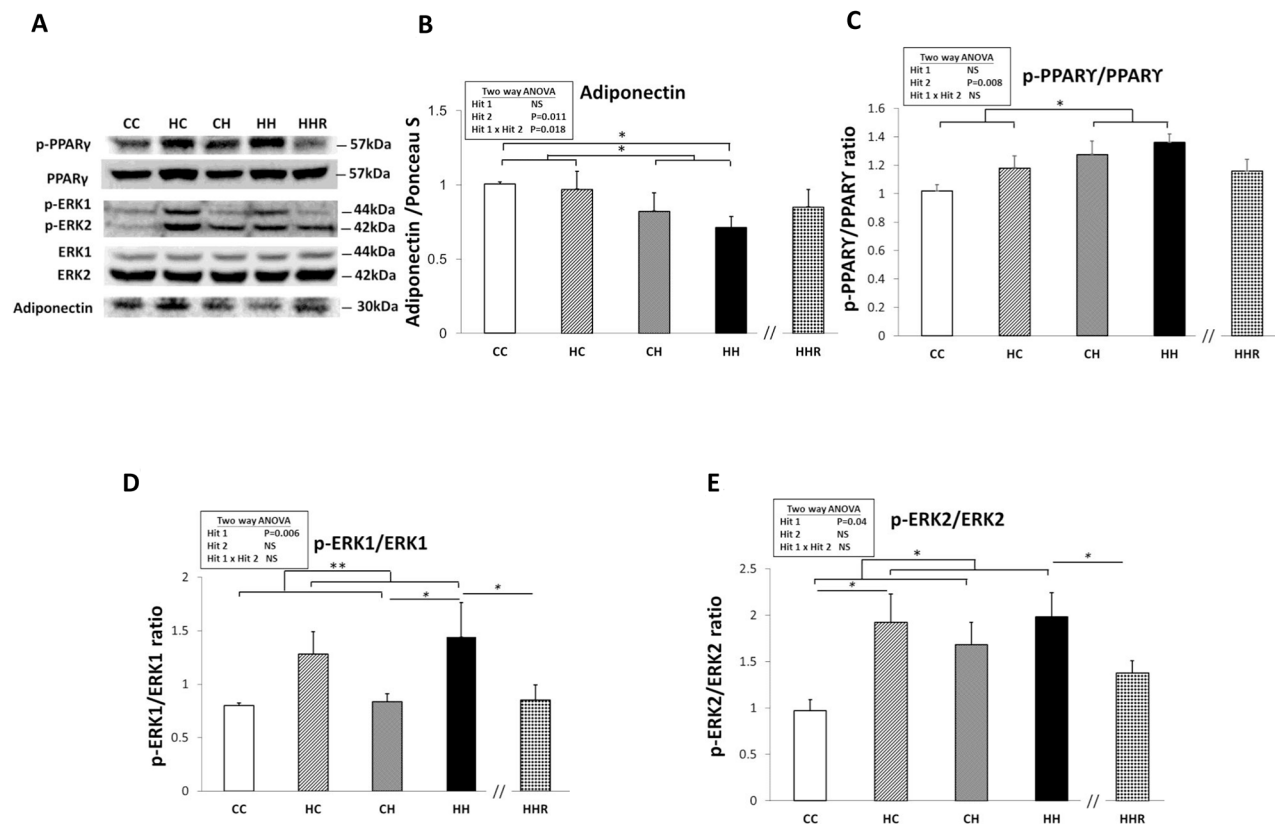 A
CC HC CH HH HHR
p-PPARγ 57kDa
PPARγ 57kDa
p-ERK1 44kDa
p-ERK2 42kDa
ERK1 44kDa
ERK2 42kDa
Adiponectin 30kDa
B
Adiponectin
Two way ANOVA
Hit 1 NS
Hit 2 P=0.011
Hit 1 x Hit 2 P=0.018
Adiponectin /Ponceau S
1.5
1
0.5
0
*
*
CC HC CH HH // HHR
C
p-PPARϒ/PPARϒ
Two way ANOVA
Hit 1 NS
Hit 2 P=0.008
Hit 1 x Hit 2 NS
p-PPARϒ/PPARϒ ratio
1.6
1.4
1.2
1
0.8
0.6
0.4
0.2
0
*
CC HC CH HH // HHR
D
p-ERK1/ERK1
Two way ANOVA
Hit 1 P=0.006
Hit 2 NS
Hit 1 x Hit 2 NS
p-ERK1/ERK1 ratio
2
1.5
1
0.5
0
**
*
*
CC HC CH HH // HHR
E
p-ERK2/ERK2
Two way ANOVA
Hit 1 P=0.04
Hit 2 NS
Hit 1 x Hit 2 NS
p-ERK2/ERK2 ratio
2.5
2
1.5
1
0.5
0
*
*
*
CC HC CH HH // HHR